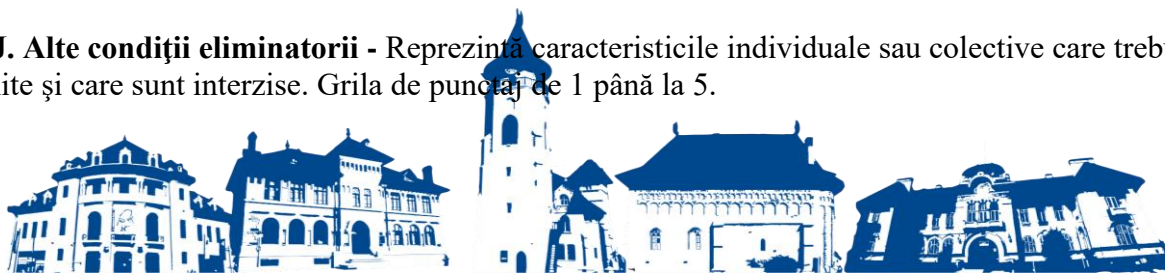 J. Alte condiţii eliminatorii - Reprezintă caracteristicile individuale sau colective care treb
ite şi care sunt interzise. Grila de punctaj de 1 până la 5.